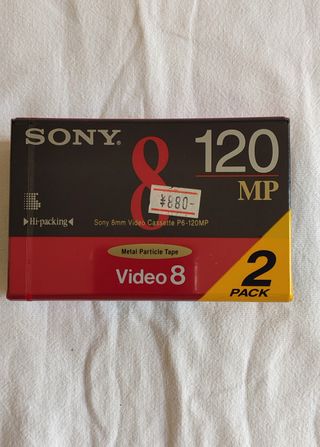 SONY®
8
120
MP
¥880-
Hi-packing
Sony 8mm Video Cassette P6-120MP
Metal Particle Tape
Video 8
2
PACK